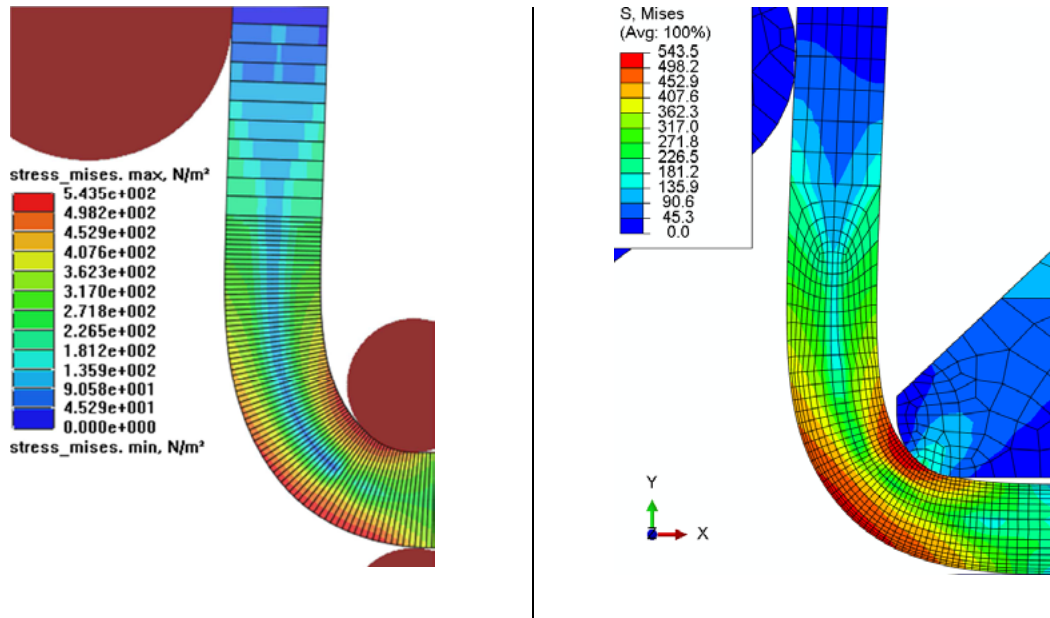 stress_mises. max, N/m²
5.435e+002
4.982e+002
4.529e+002
4.076e+002
3.623e+002
3.170e+002
2.718e+002
2.265e+002
1.812e+002
1.359e+002
9.058e+001
4.529e+001
0.000e+000
stress_mises. min, N/m²
S, Mises
(Avg: 100%)
543.5
498.2
452.9
407.6
362.3
317.0
271.8
226.5
181.2
135.9
90.6
45.3
0.0
Y
X